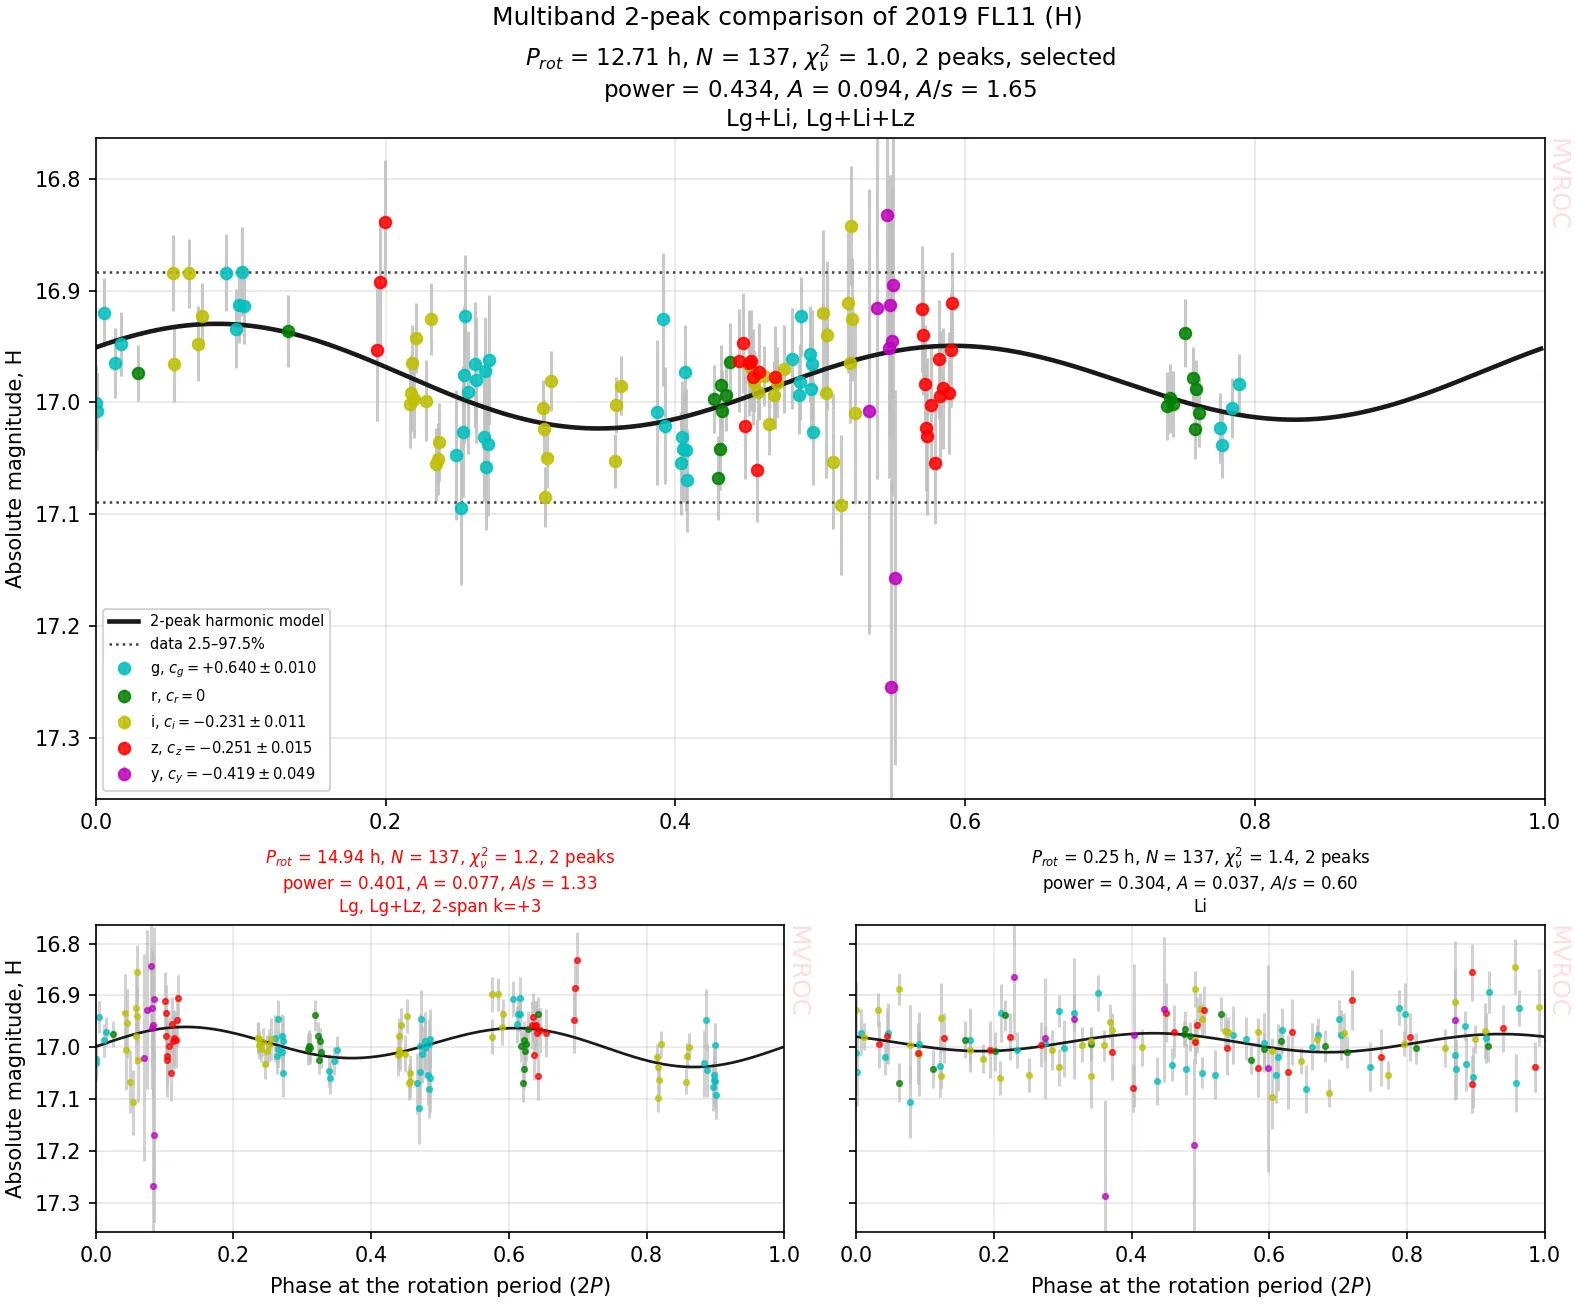 Multiband 2-peak comparison of 2019 FL11 (H)
P_rot = 12.71 h, N = 137, χ²_ν = 1.0, 2 peaks, selected
power = 0.434, A = 0.094, A/s = 1.65
Lg+Li, Lg+Li+Lz
MVROC
Absolute magnitude, H
16.8
16.9
17.0
17.1
17.2
17.3
2-peak harmonic model
data 2.5–97.5%
g, c_g = +0.640 ± 0.010
r, c_r = 0
i, c_i = −0.231 ± 0.011
z, c_z = −0.251 ± 0.015
y, c_y = −0.419 ± 0.049
0.0 0.2 0.4 0.6 0.8 1.0
P_rot = 14.94 h, N = 137, χ²_ν = 1.2, 2 peaks
power = 0.401, A = 0.077, A/s = 1.33
Lg, Lg+Lz, 2-span k=+3
MVROC
Absolute magnitude, H
16.8
16.9
17.0
17.1
17.2
17.3
0.0 0.2 0.4 0.6 0.8 1.0
Phase at the rotation period (2P)
P_rot = 0.25 h, N = 137, χ²_ν = 1.4, 2 peaks
power = 0.304, A = 0.037, A/s = 0.60
Li
MVROC
0.0 0.2 0.4 0.6 0.8 1.0
Phase at the rotation period (2P)